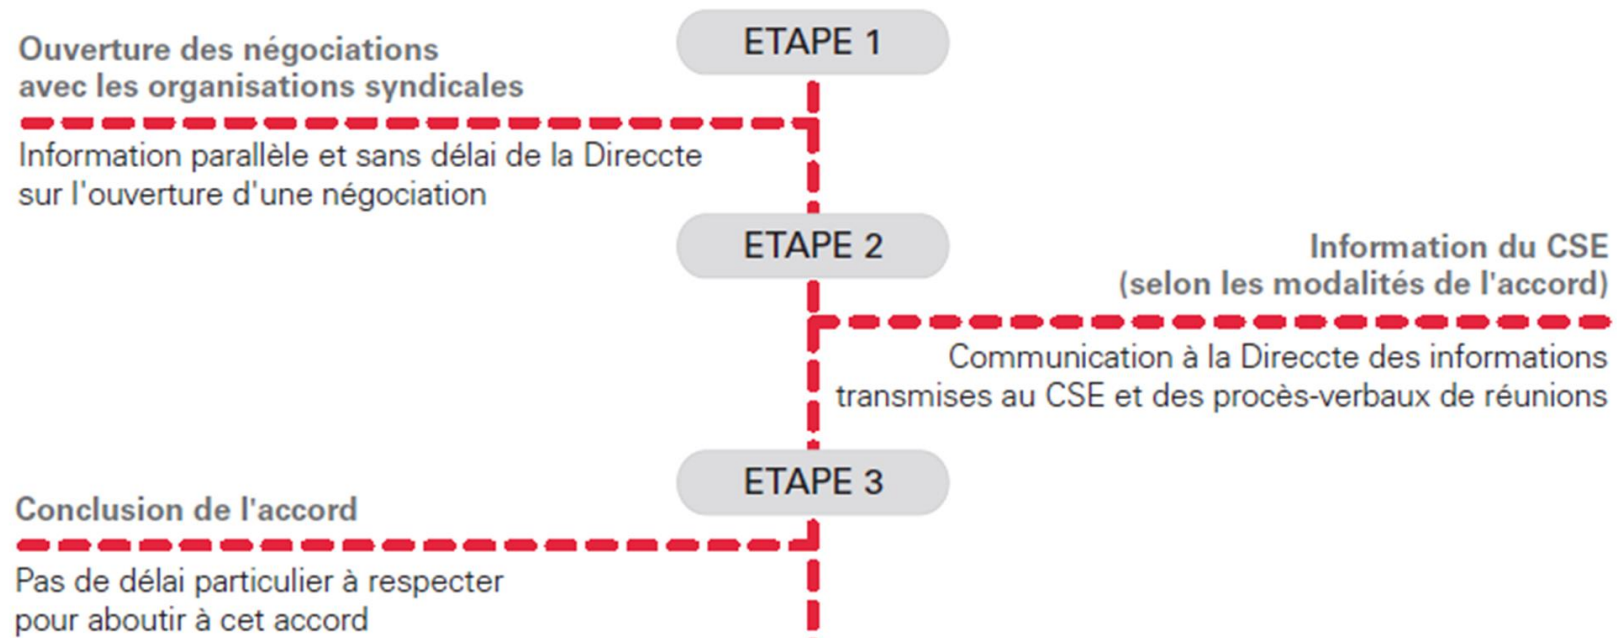 ETAPE 1
Ouverture des négociations
avec les organisations syndicales
Information parallèle et sans délai de la Direccte
sur l'ouverture d'une négociation
ETAPE 2
Information du CSE
(selon les modalités de l'accord)
Communication à la Direccte des informations
transmises au CSE et des procès-verbaux de réunions
ETAPE 3
Conclusion de l'accord
Pas de délai particulier à respecter
pour aboutir à cet accord